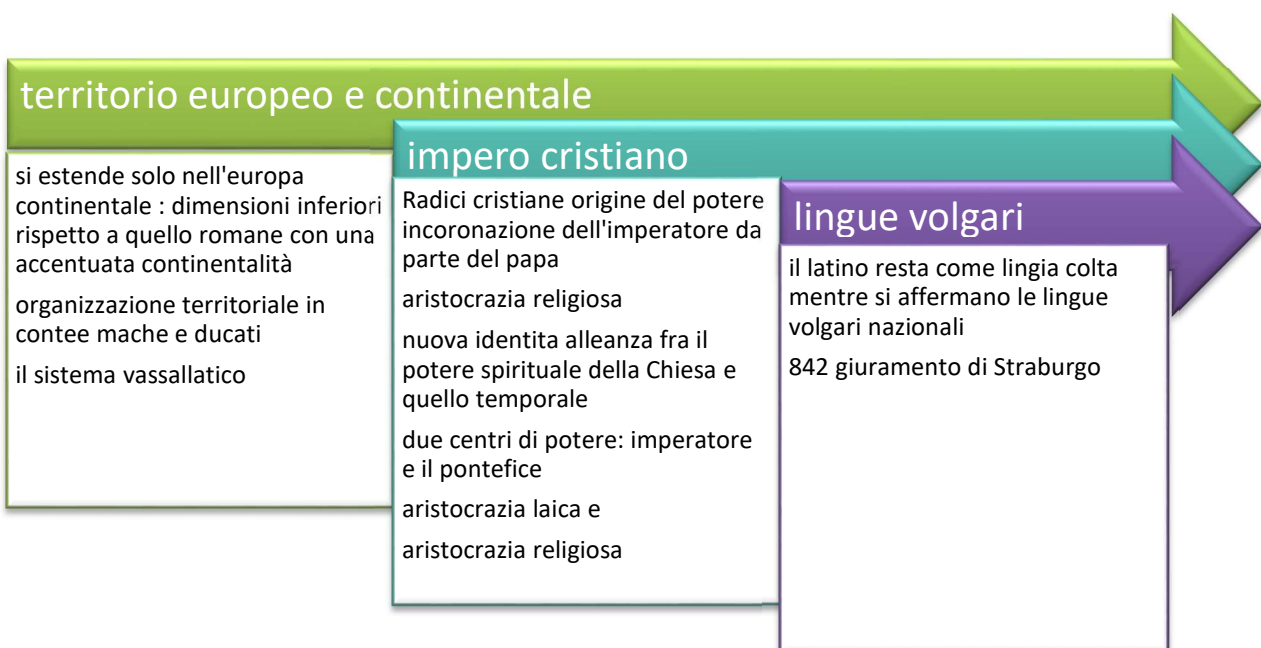 territorio europeo e continentale
si estende solo nell'europa
continentale : dimensioni inferiori
rispetto a quello romane con una
accentuata continentalità
organizzazione territoriale in
contee mache e ducati
il sistema vassallatico
impero cristiano
Radici cristiane origine del potere
incoronazione dell'imperatore da
parte del papa
aristocrazia religiosa
nuova identita alleanza fra il
potere spirituale della Chiesa e
quello temporale
due centri di potere: imperatore
e il pontefice
aristocrazia laica e
aristocrazia religiosa
lingue volgari
il latino resta come lingia colta
mentre si affermano le lingue
volgari nazionali
842 giuramento di Straburgo